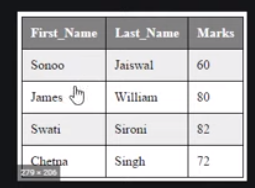 First_Name Last_Name Marks
Sonoo Jaiswal 60
James William 80
Swati Sironi 82
Chetna Singh 72
279 × 206